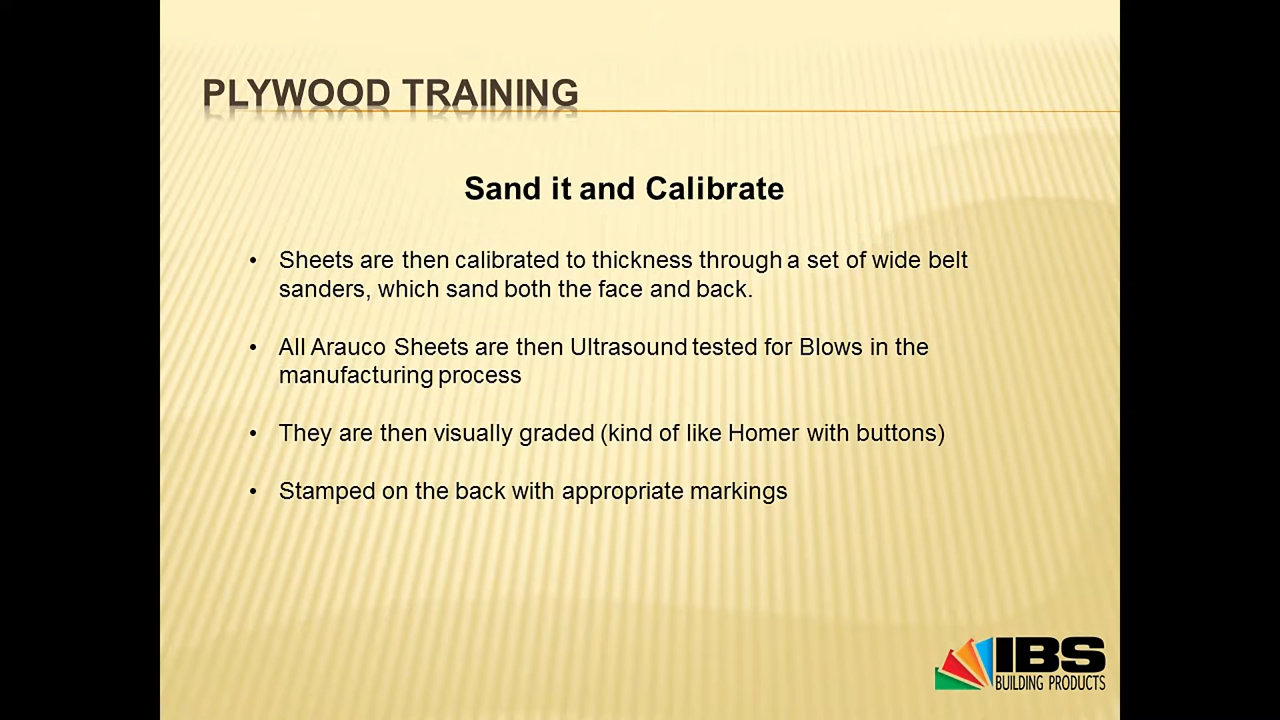 PLYWOOD TRAINING
Sand it and Calibrate
• Sheets are then calibrated to thickness through a set of wide belt
sanders, which sand both the face and back.
• All Arauco Sheets are then Ultrasound tested for Blows in the
manufacturing process
• They are then visually graded (kind of like Homer with buttons)
• Stamped on the back with appropriate markings
IBS
BUILDING PRODUCTS